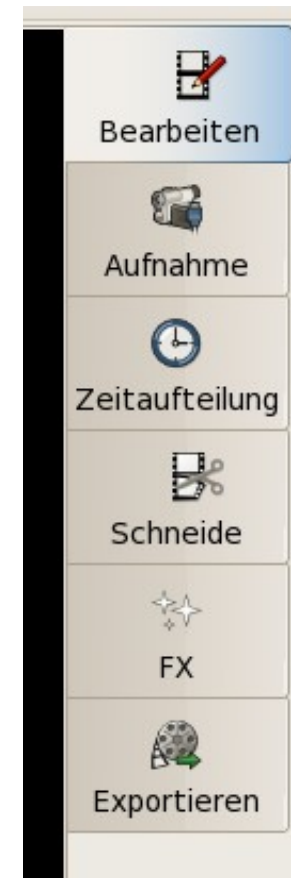 Bearbeiten
Aufnahme
Zeitaufteilung
Schneide
FX
Exportieren